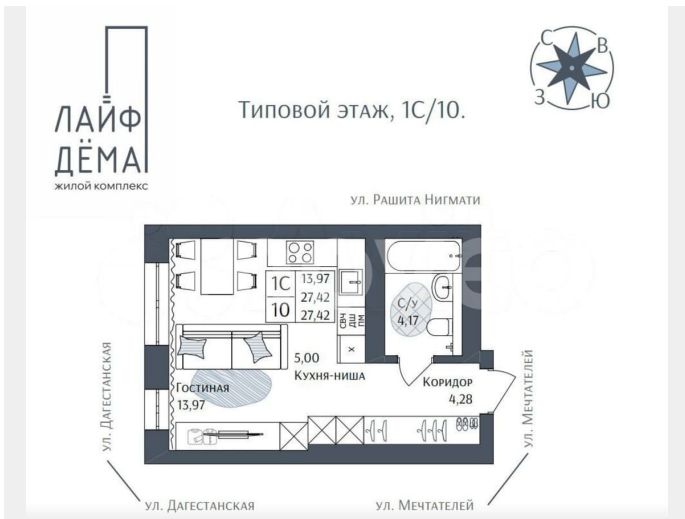 ЛАЙФ
ДЁМА
ЖИЛОЙ КОМПЛЕКС
Типовой этаж, 1С/10.
С
В
З
Ю
ул. Рашита Нигмати
1С
10
13,97
27,42
27,42
СВЧ
ДШ
ПМ
Х
С/у
4,17
5,00
Кухня-ниша
Гостиная
13,97
Коридор
4,28
ул. Дагестанская
ул. Мечтателей
ул. Дагестанская
ул. Мечтателей